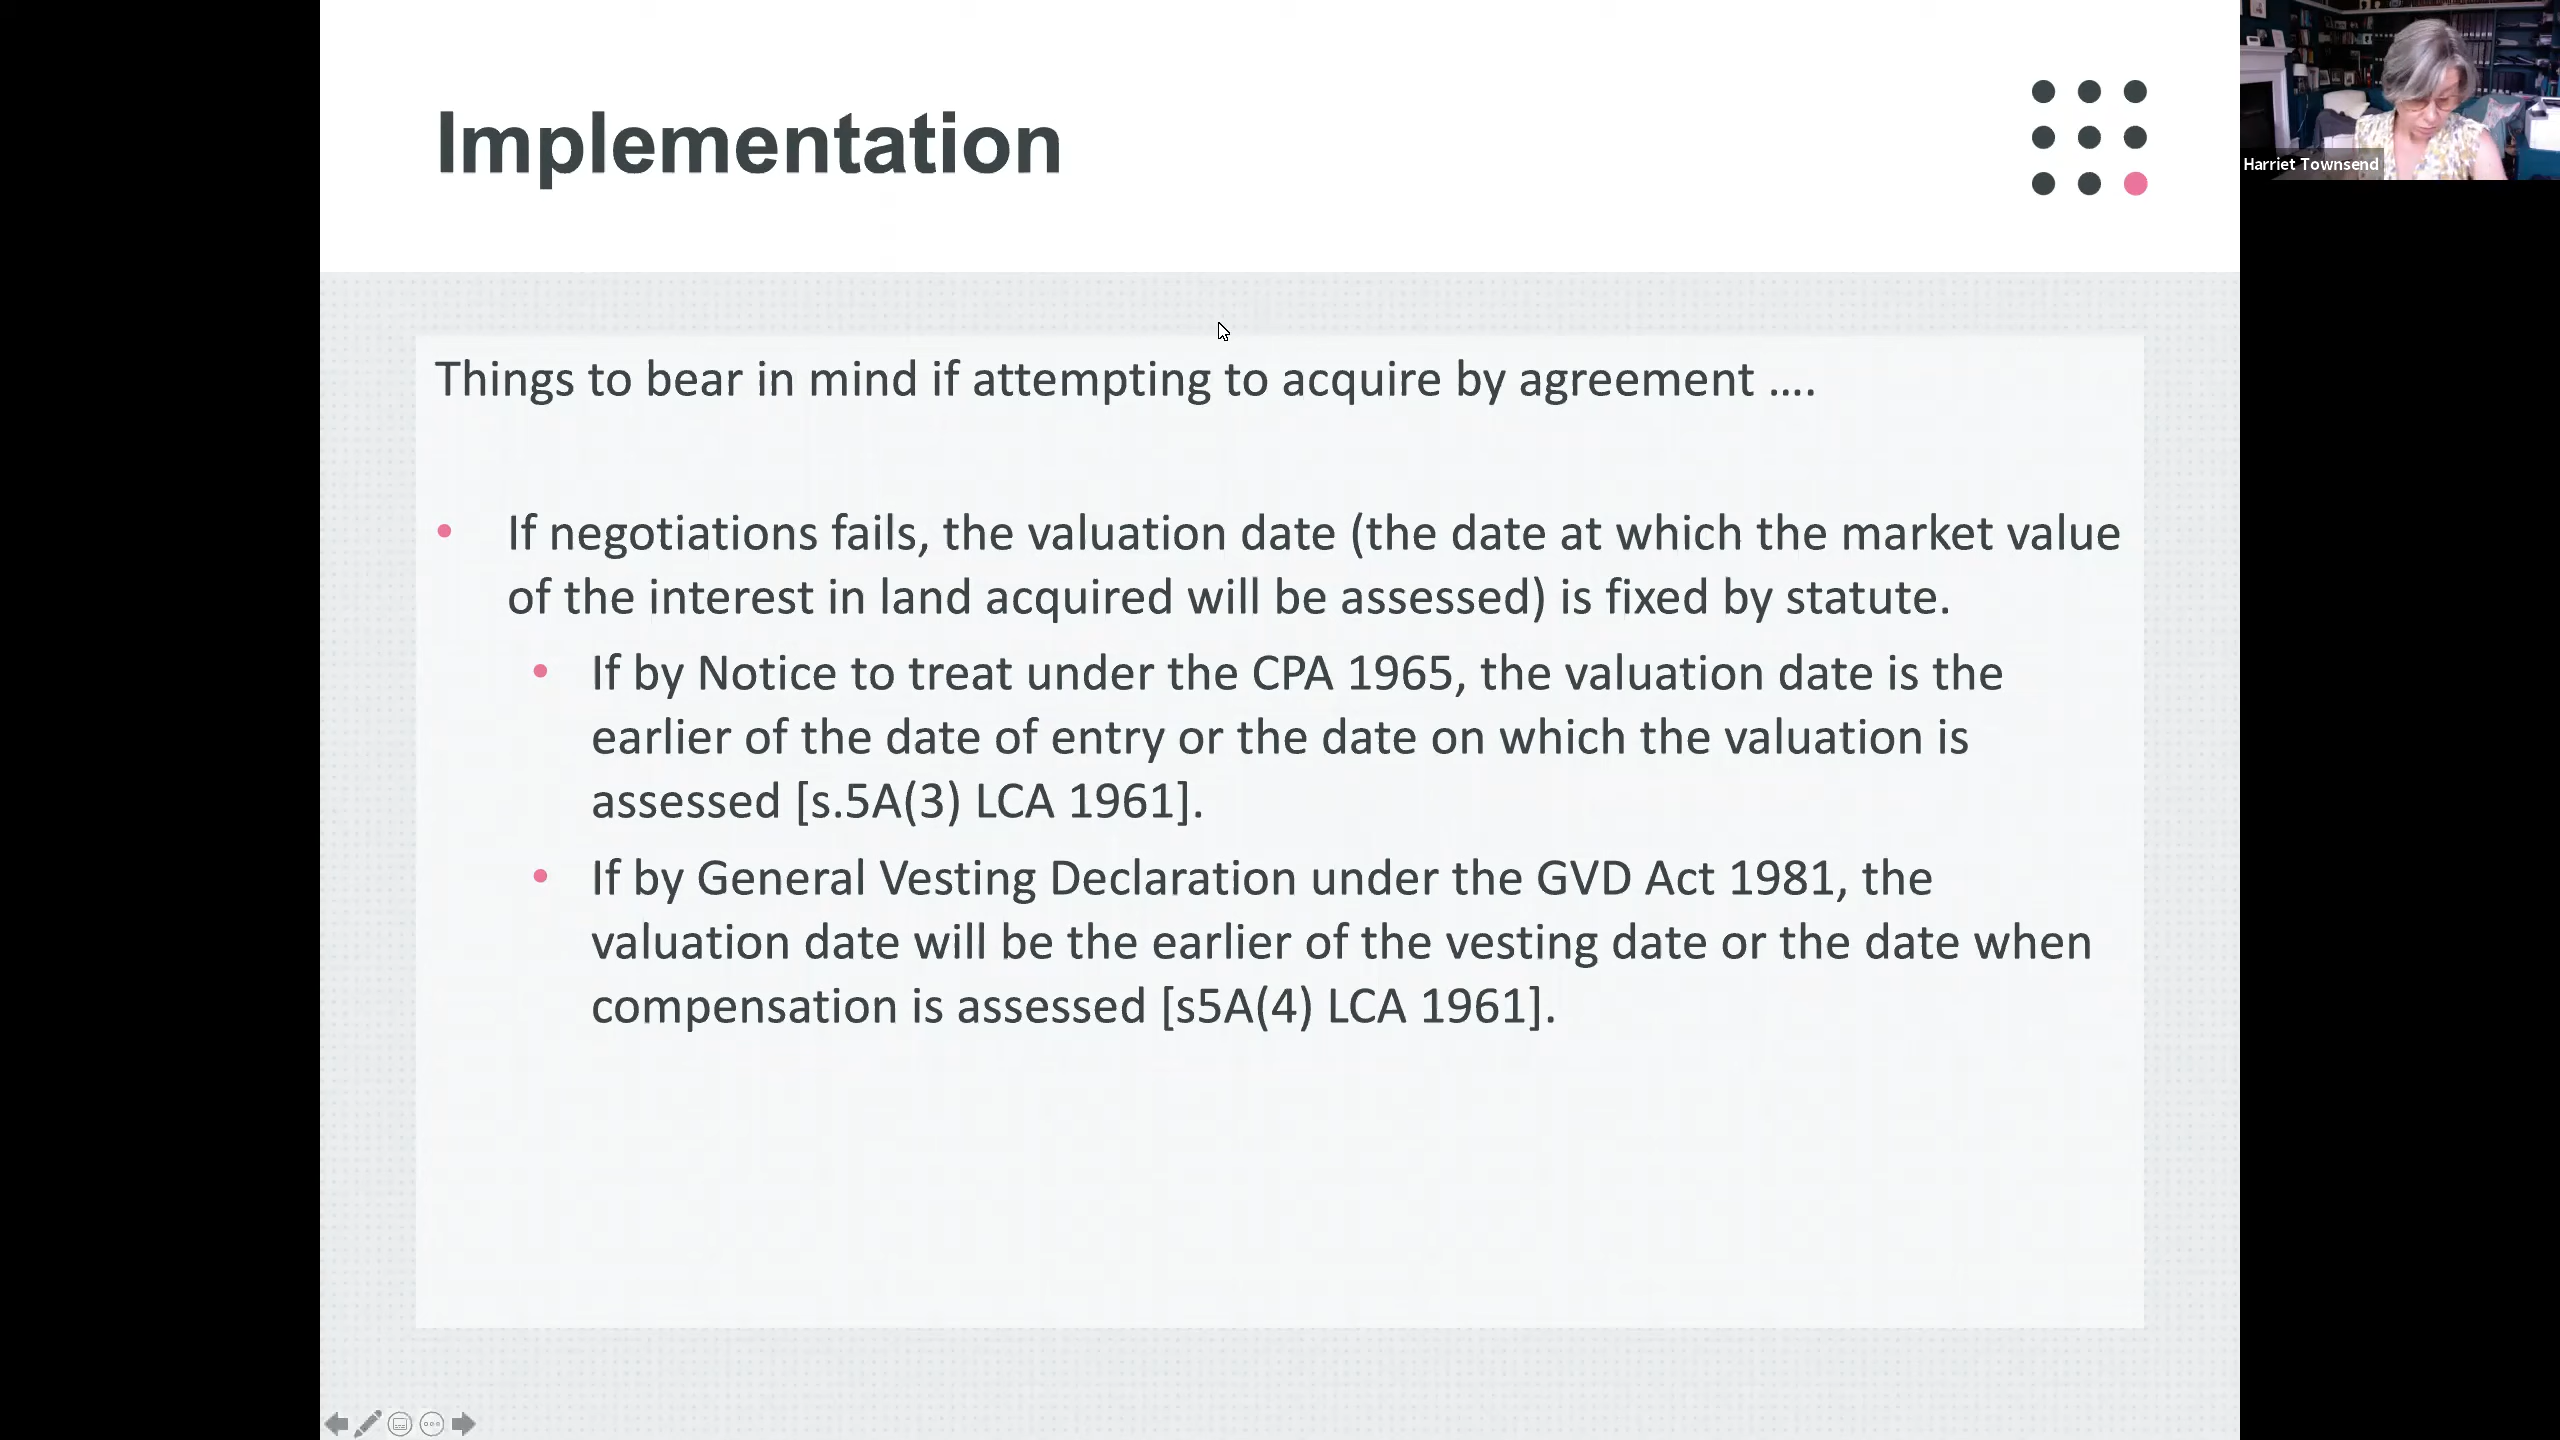 Implementation
Harriet Townsend
Things to bear in mind if attempting to acquire by agreement ....
• If negotiations fails, the valuation date (the date at which the market value
of the interest in land acquired will be assessed) is fixed by statute.
• If by Notice to treat under the CPA 1965, the valuation date is the
earlier of the date of entry or the date on which the valuation is
assessed [s.5A(3) LCA 1961].
• If by General Vesting Declaration under the GVD Act 1981, the
valuation date will be the earlier of the vesting date or the date when
compensation is assessed [s5A(4) LCA 1961].